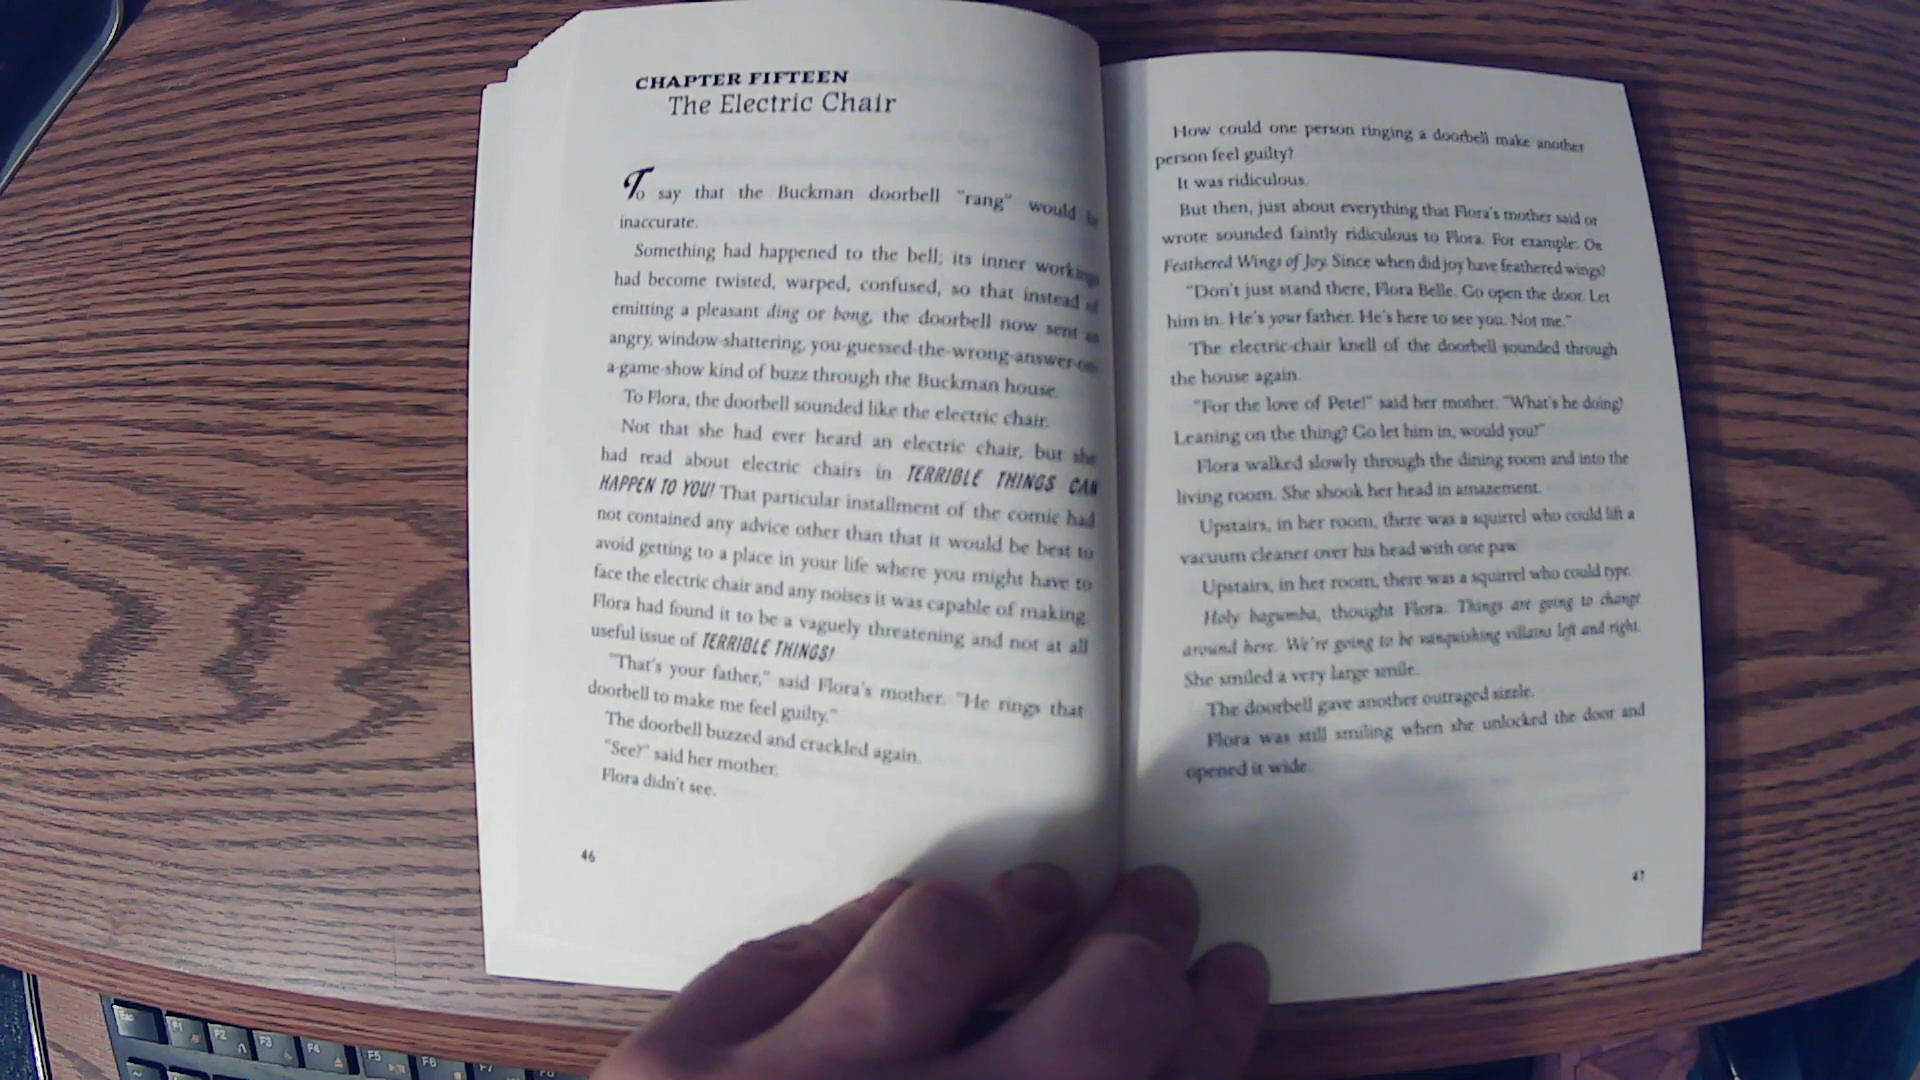 CHAPTER FIFTEEN
The Electric Chair
To say that the Buckman doorbell "rang" would be
inaccurate.
Something had happened to the bell; its inner workings
had become twisted, warped, confused, so that instead of
emitting a pleasant ding or bong, the doorbell now sent an
angry, window-shattering, you-guessed-the-wrong-answer-on-
a-game-show kind of buzz through the Buckman house.
To Flora, the doorbell sounded like the electric chair.
Not that she had ever heard an electric chair, but she
had read about electric chairs in TERRIBLE THINGS CAN
HAPPEN TO YOU! That particular installment of the comic had
not contained any advice other than that it would be best to
avoid getting to a place in your life where you might have to
face the electric chair and any noises it was capable of making.
Flora had found it to be a vaguely threatening and not at all
useful issue of TERRIBLE THINGS!
"That's your father," said Flora's mother. "He rings that
doorbell to make me feel guilty."
The doorbell buzzed and crackled again.
"See?" said her mother.
Flora didn't see.
46
How could one person ringing a doorbell make another
person feel guilty?
It was ridiculous.
But then, just about everything that Flora's mother said or
wrote sounded faintly ridiculous to Flora. For example: On
Feathered Wings of Joy. Since when did joy have feathered wings?
"Don't just stand there, Flora Belle. Go open the door. Let
him in. He's your father. He's here to see you. Not me."
The electric-chair knell of the doorbell sounded through
the house again.
"For the love of Pete!" said her mother. "What's he doing?
Leaning on the thing? Go let him in, would you?"
Flora walked slowly through the dining room and into the
living room. She shook her head in amazement.
Upstairs, in her room, there was a squirrel who could lift a
vacuum cleaner over his head with one paw.
Upstairs, in her room, there was a squirrel who could type.
Holy bagumba, thought Flora. Things are going to change
around here. We're going to be vanquishing villains left and right.
She smiled a very large smile.
The doorbell gave another outraged sizzle.
Flora was still smiling when she unlocked the door and
opened it wide.
47
Esc
F1
F2
F3
F4
F5
F6
F7